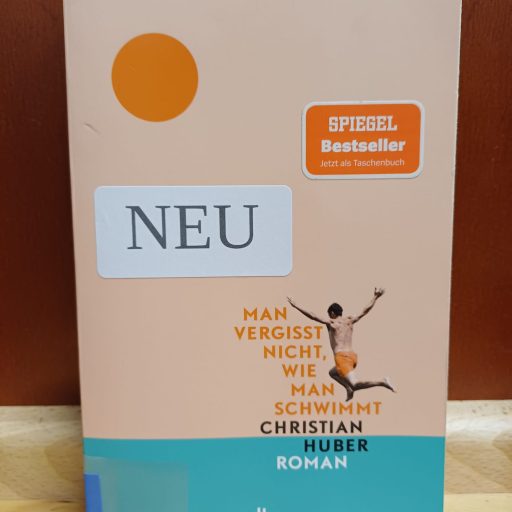 SPIEGEL
Bestseller
Jetzt als Taschenbuch
NEU
MAN
VERGISST
NICHT,
WIE
MAN
SCHWIMMT
CHRISTIAN
HUBER
ROMAN